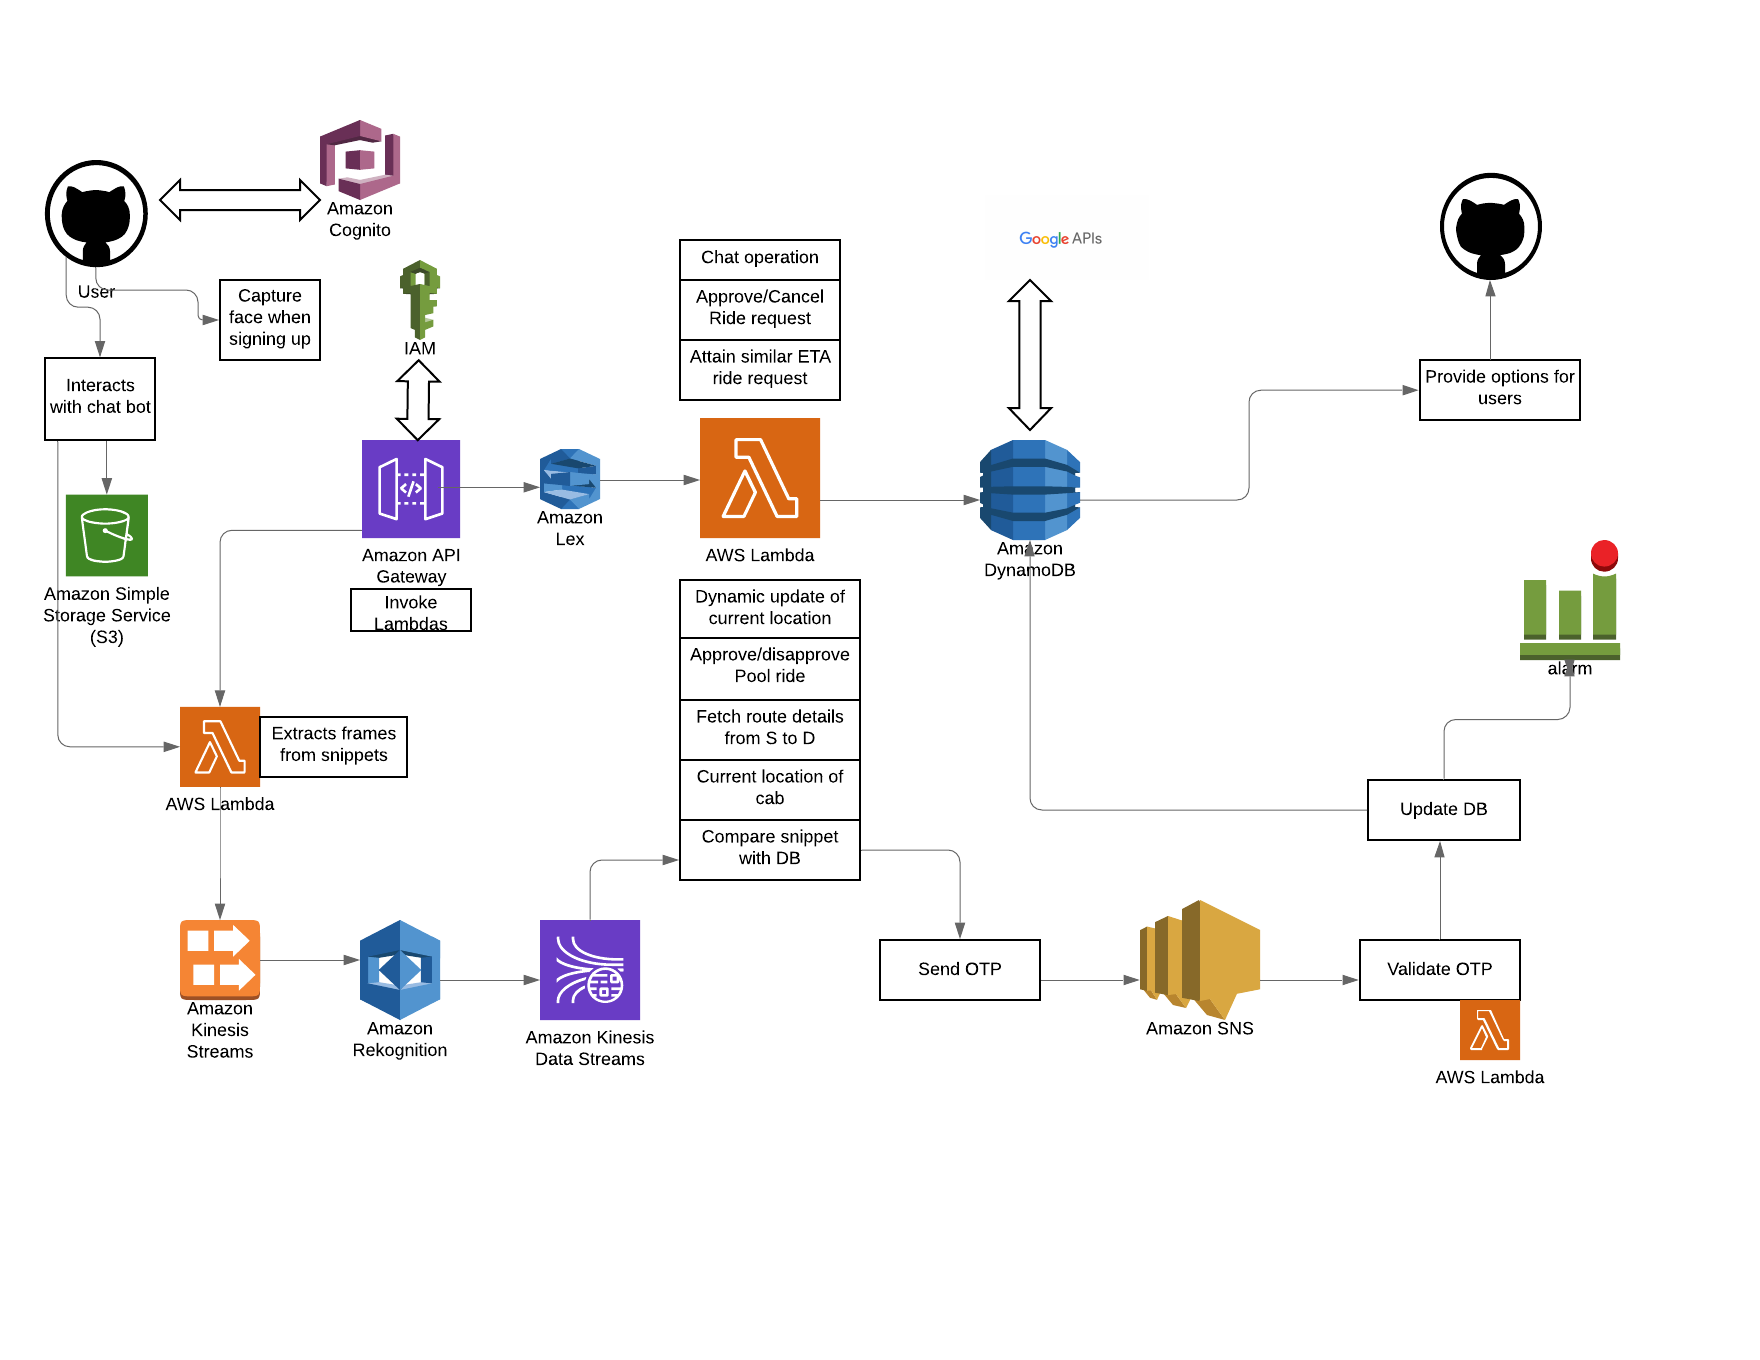 Amazon
Cognito
User
Capture
face when
signing up
IAM
Interacts
with chat bot
Amazon Simple
Storage Service
(S3)
Amazon API
Gateway
Invoke
Lambdas
Amazon
Lex
Chat operation
Approve/Cancel
Ride request
Attain similar ETA
ride request
AWS Lambda
Dynamic update of
current location
Approve/disapprove
Pool ride
Fetch route details
from S to D
Current location of
cab
Compare snippet
with DB
Google APIs
Amazon
DynamoDB
Provide options for
users
alarm
Update DB
Extracts frames
from snippets
AWS Lambda
Amazon
Kinesis
Streams
Amazon
Rekognition
Amazon Kinesis
Data Streams
Send OTP
Amazon SNS
Validate OTP
AWS Lambda